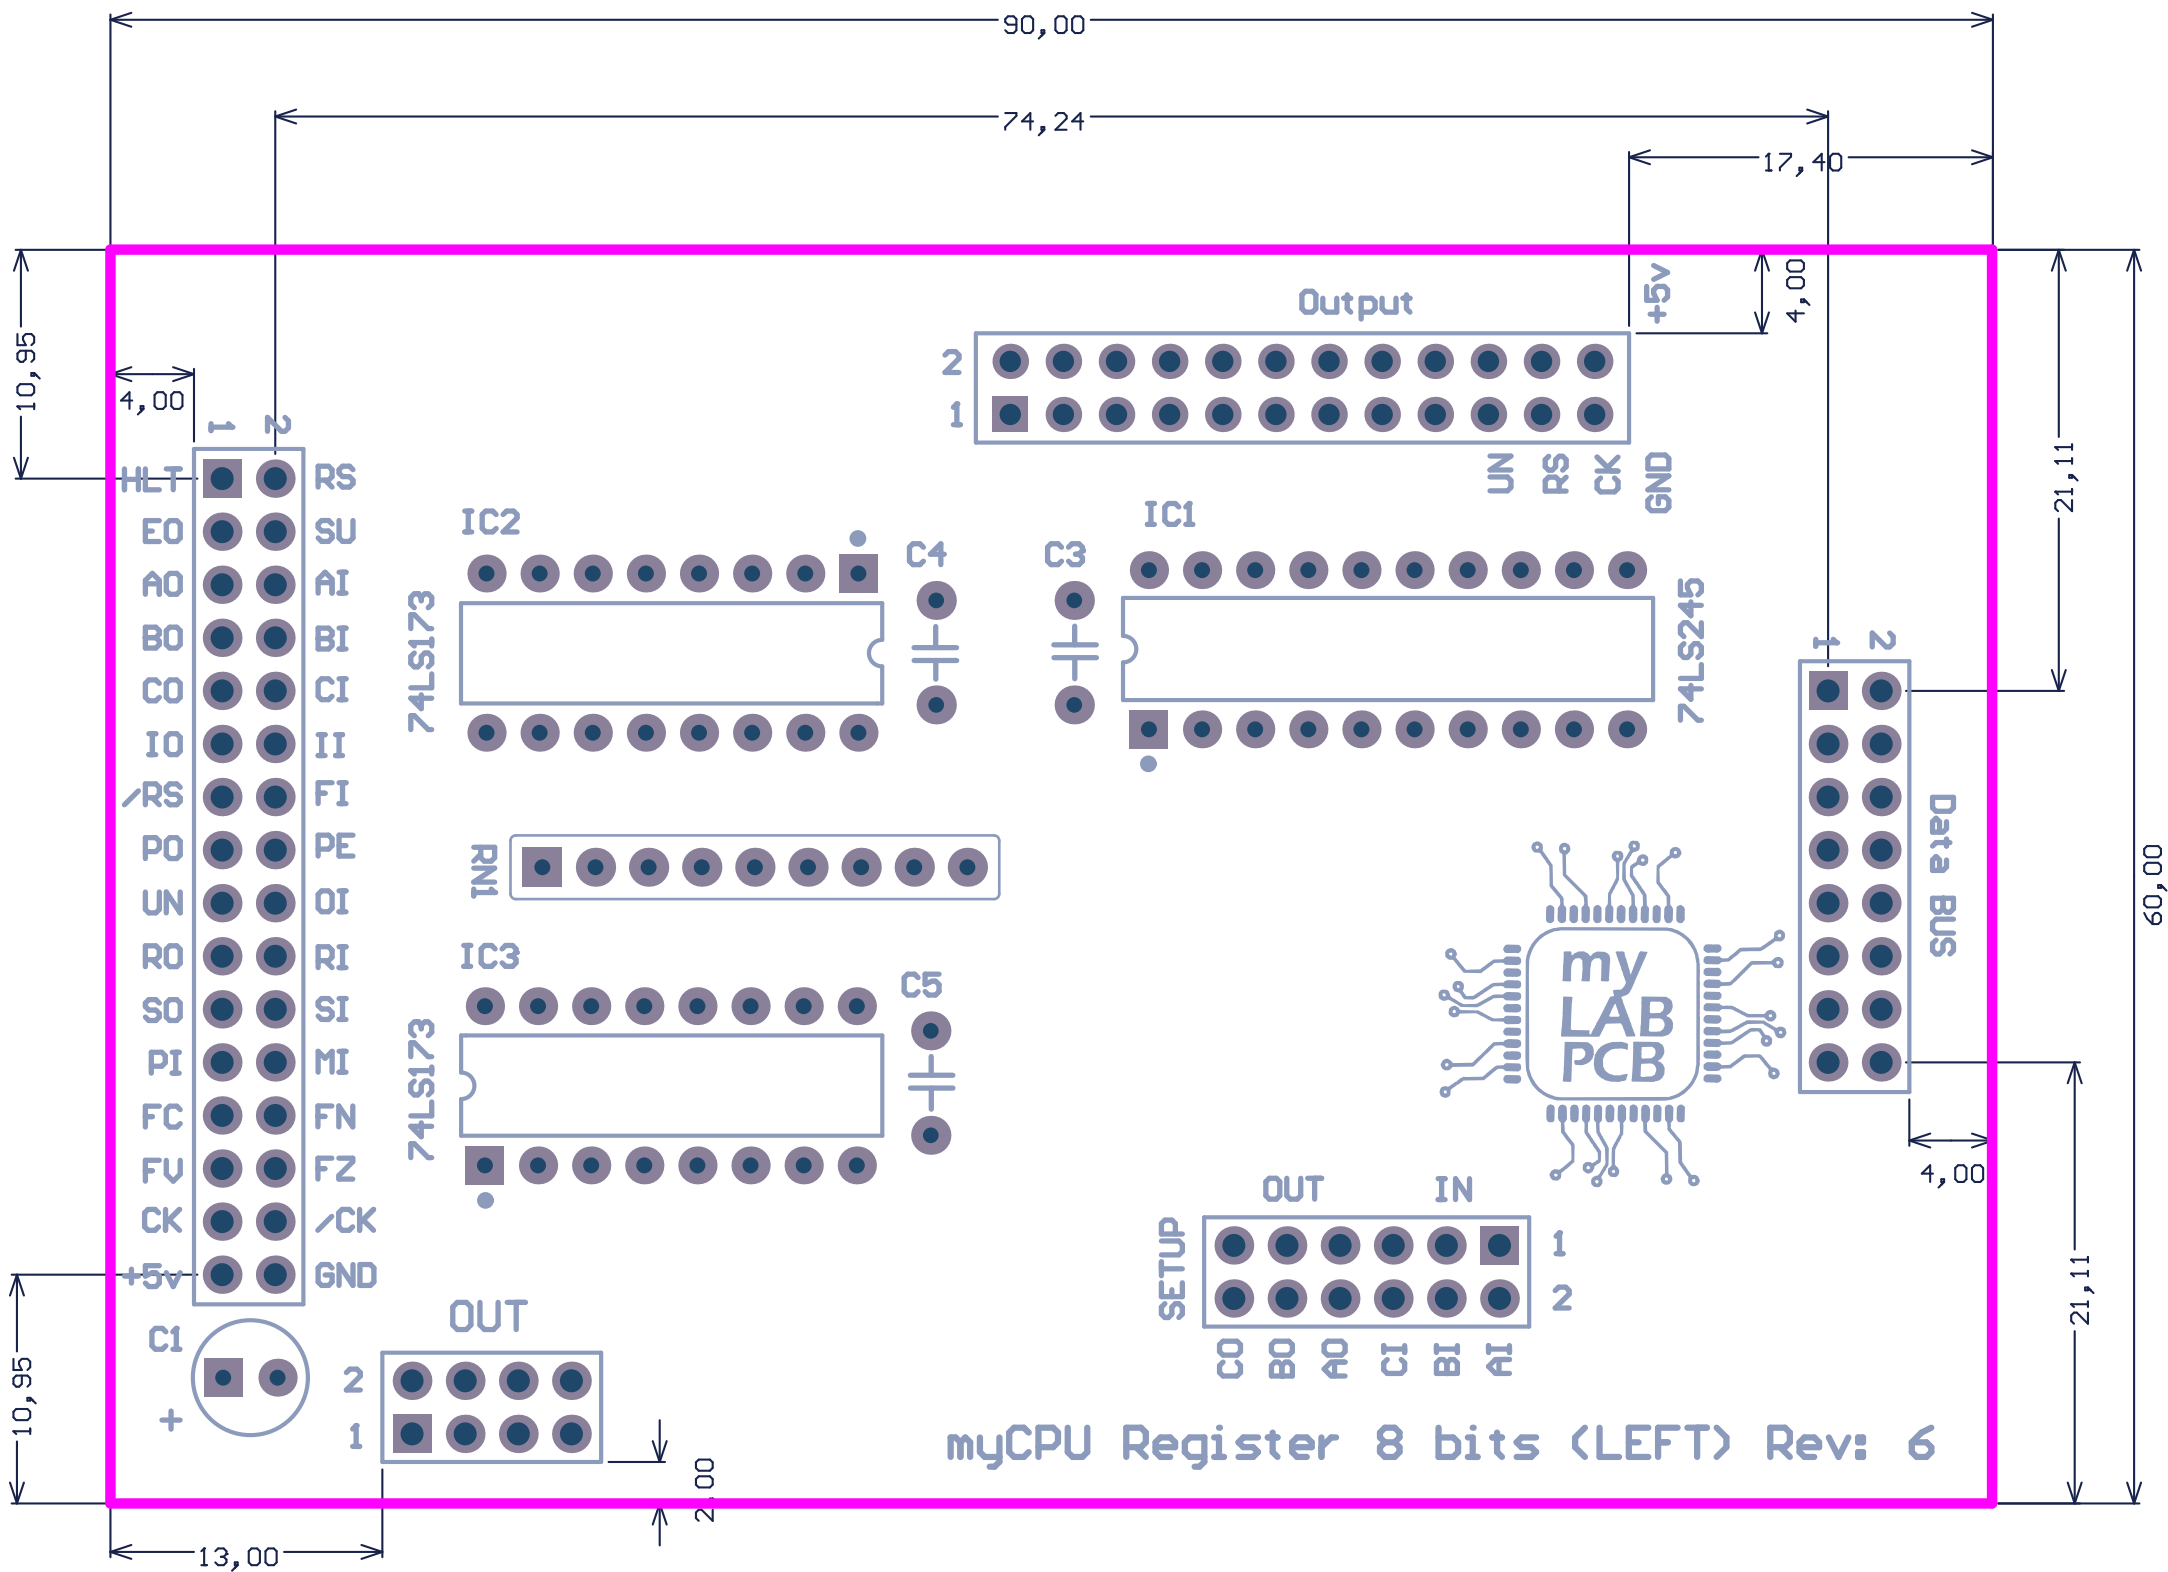 90,00
74,24
17,40
4,00
10,95
4,00
+5v
Output
2
1
1 2
UN RS CK GND
HLT RS
EO SU
AO AI
BO BI
CO CI
IO II
/RS FI
PO PE
UN OI
RO RI
SO SI
PI MI
FC FN
FV FZ
CK /CK
+5v GND
IC2
74LS173
C4
C3
IC1
74LS245
21,11
1 2
Data BUS
60,00
RN1
IC3
74LS173
C5
my
LAB
PCB
4,00
21,11
OUT IN
SETUP
1
2
CO BO AO CI BI AI
C1
+
10,95
OUT
2
1
2,00
13,00
myCPU Register 8 bits (LEFT) Rev: 6